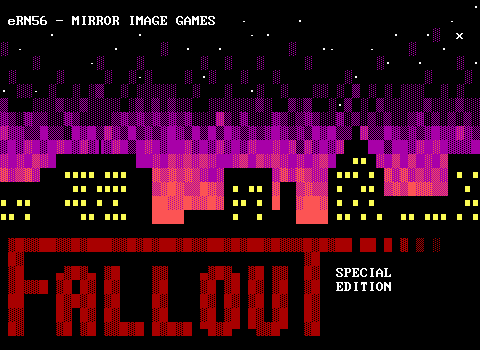 eRN56 - MIRROR IMAGE GAMES
FALLOUT
SPECIAL
EDITION